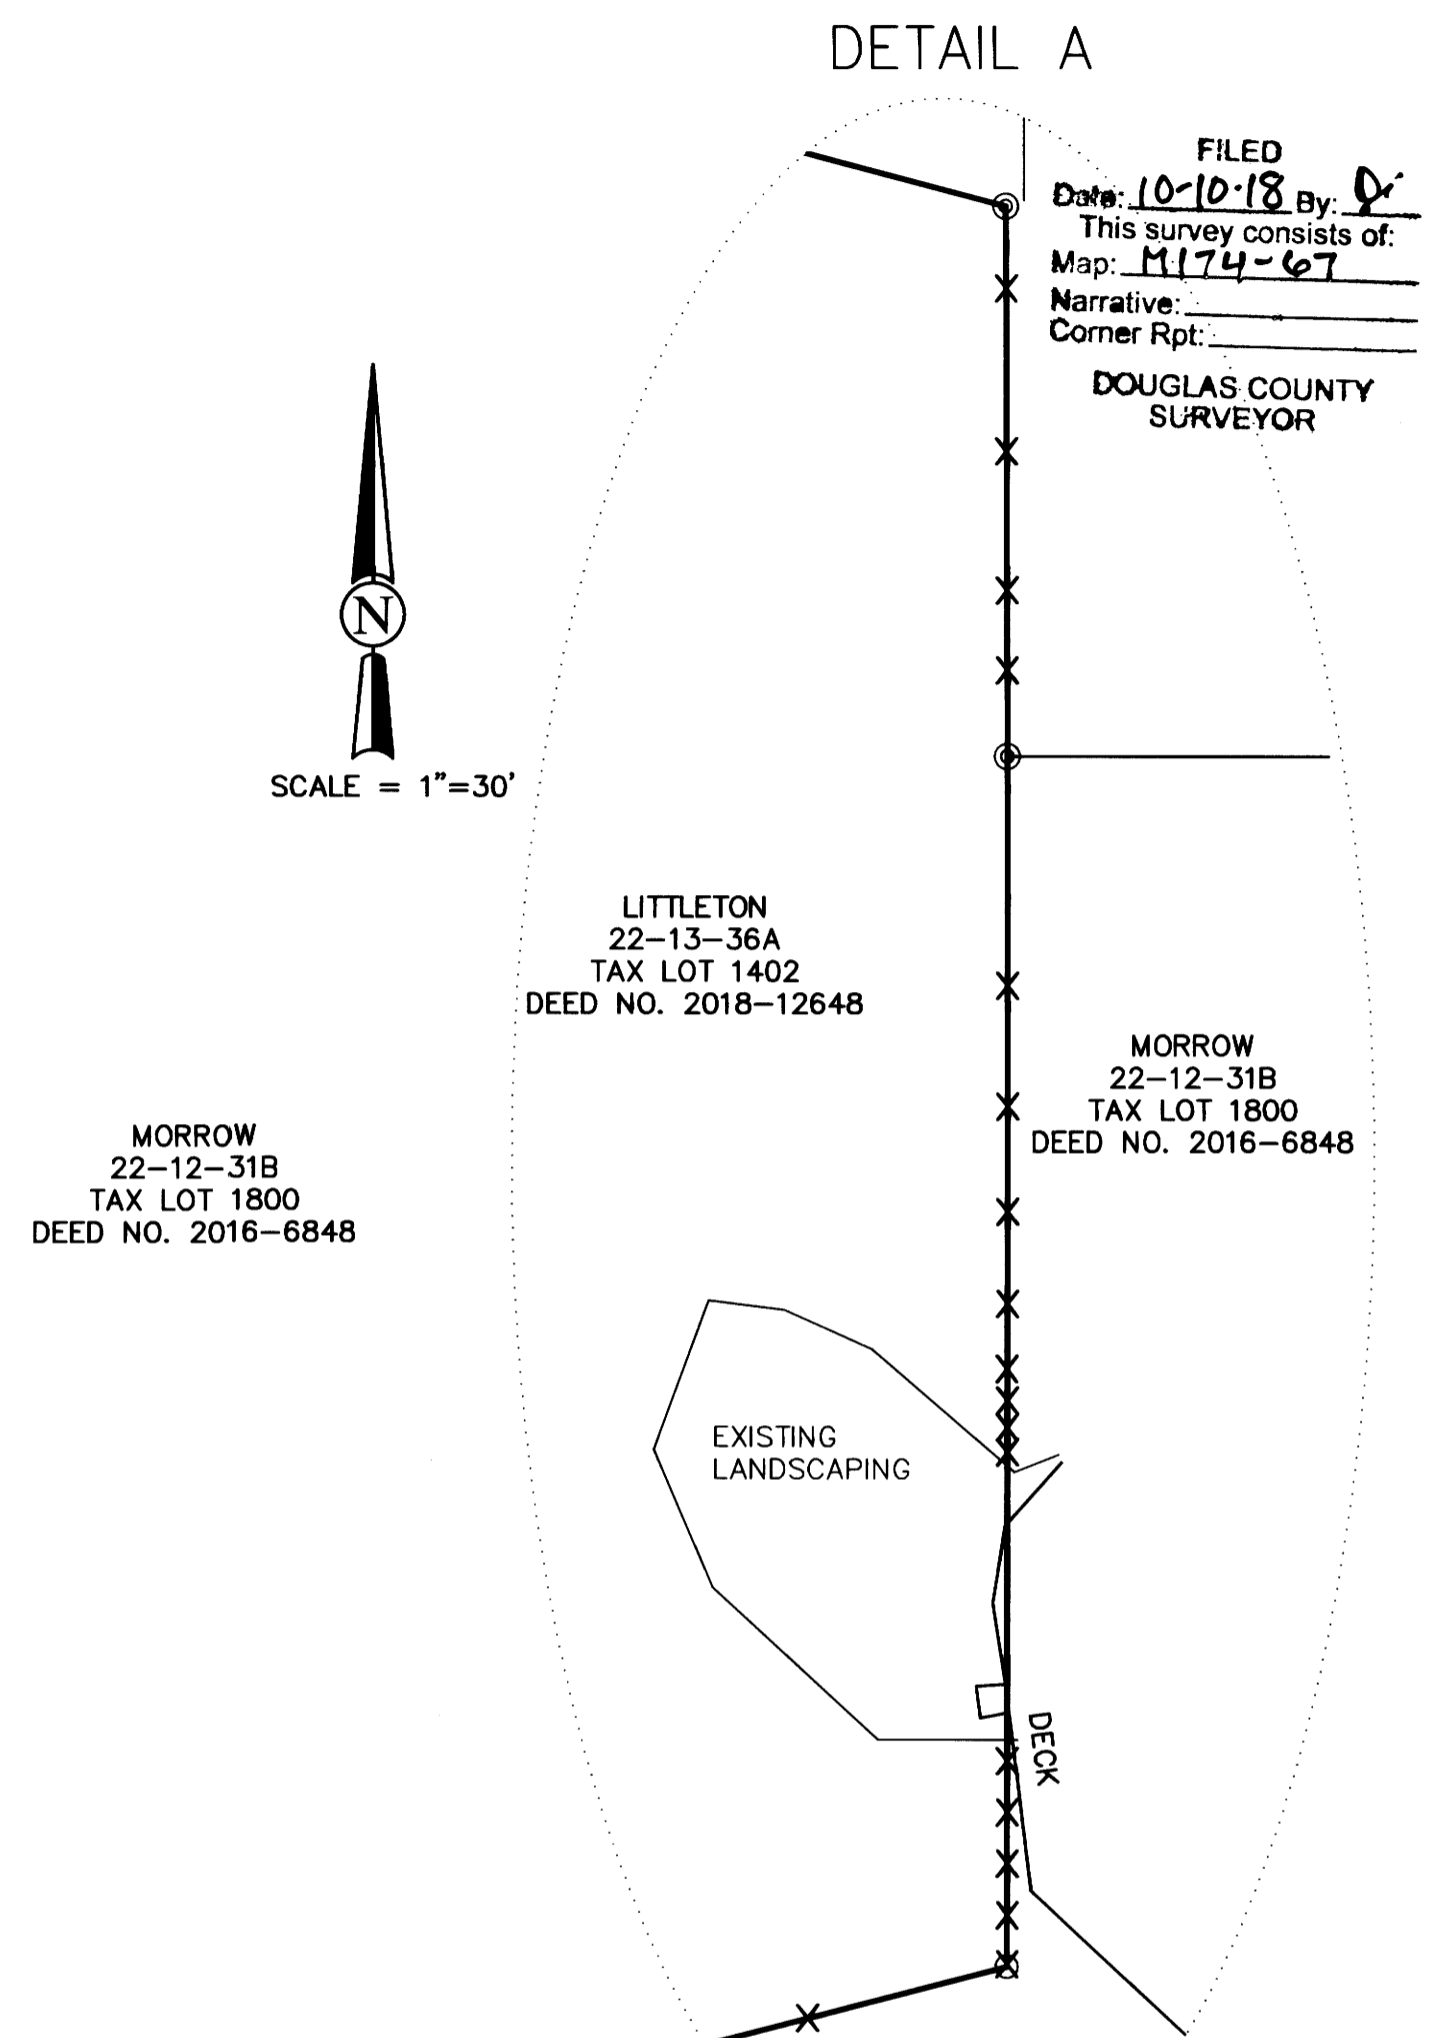 DETAIL A
FILED
Date: 10-10-18 By:
This survey consists of:
Map: M174-67
Narrative:
Corner Rpt:
DOUGLAS COUNTY
SURVEYOR
N
SCALE = 1"=30'
LITTLETON
22-13-36A
TAX LOT 1402
DEED NO. 2018-12648
MORROW
22-12-31B
TAX LOT 1800
DEED NO. 2016-6848
MORROW
22-12-31B
TAX LOT 1800
DEED NO. 2016-6848
EXISTING
LANDSCAPING
DECK